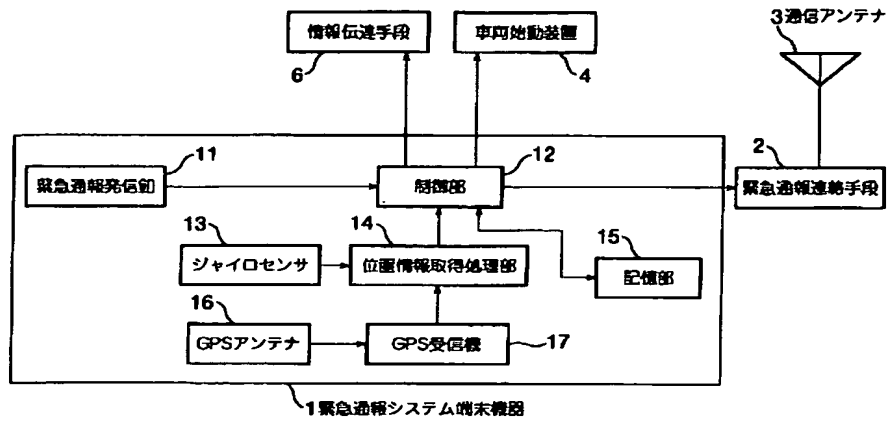 情報伝達手段
車両始動装置
3通信アンテナ
6
4
11
12
2
緊急通報発信釦
制御部
緊急通報連絡手段
13
14
15
ジャイロセンサ
位置情報取得処理部
記憶部
16
GPSアンテナ
GPS受信機
17
1緊急通報システム端末機器